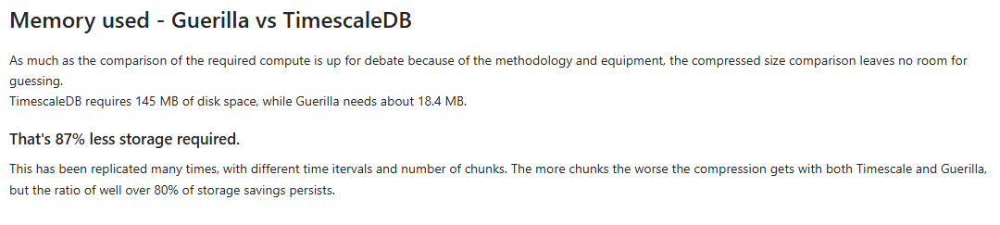 Memory used - Guerilla vs TimescaleDB
As much as the comparison of the required compute is up for debate because of the methodology and equipment, the compressed size comparison leaves no room for
guessing.
TimescaleDB requires 145 MB of disk space, while Guerilla needs about 18.4 MB.
That's 87% less storage required.
This has been replicated many times, with different time itervals and number of chunks. The more chunks the worse the compression gets with both Timescale and Guerilla,
but the ratio of well over 80% of storage savings persists.